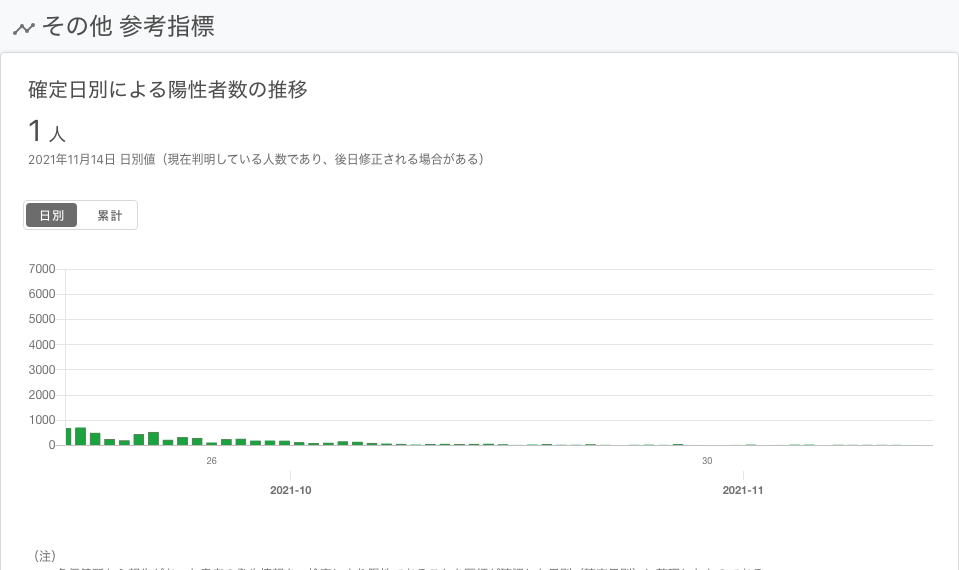 その他 参考指標
確定日別による陽性者数の推移
1 人
2021年11月14日 日別値（現在判明している人数であり、後日修正される場合がある）
日別 累計
7000
6000
5000
4000
3000
2000
1000
0
26 30
2021-10 2021-11
（注）